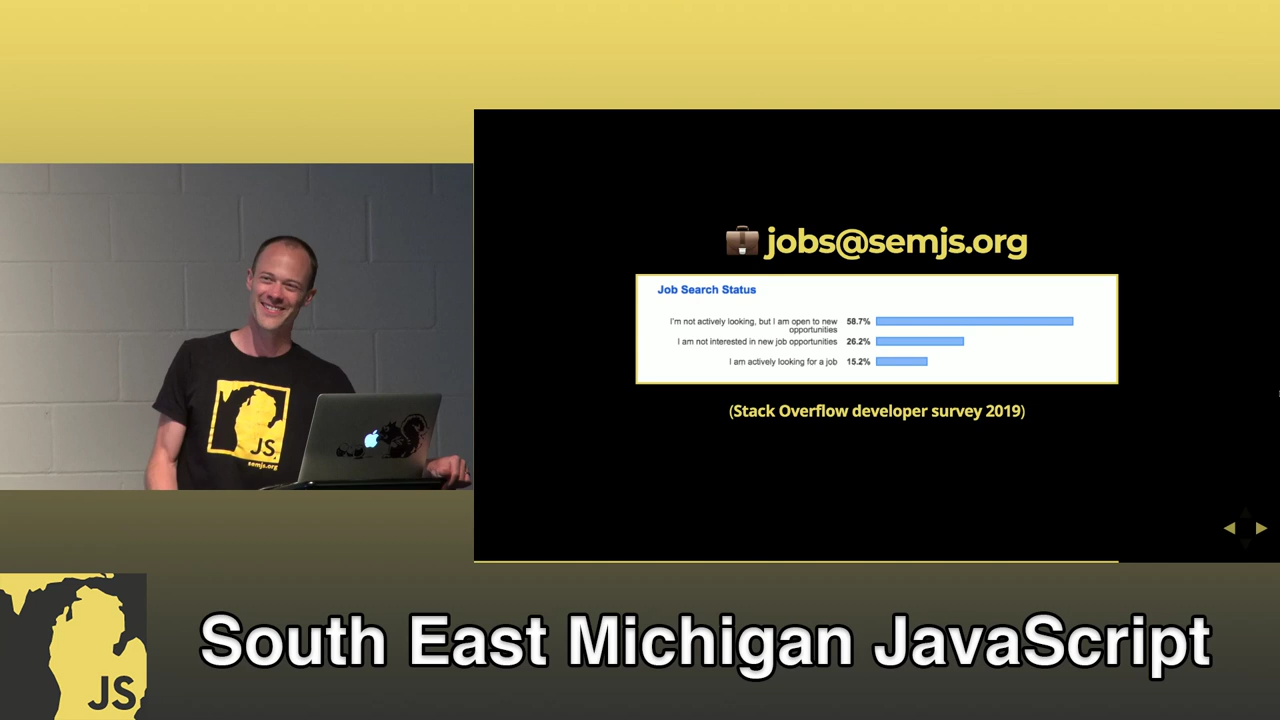 jobs@semjs.org
Job Search Status
I'm not actively looking, but I am open to new
opportunities
58.7%
I am not interested in new job opportunities 26.2%
I am actively looking for a job 15.2%
(Stack Overflow developer survey 2019)
JS
semjs.org
JS
South East Michigan JavaScript